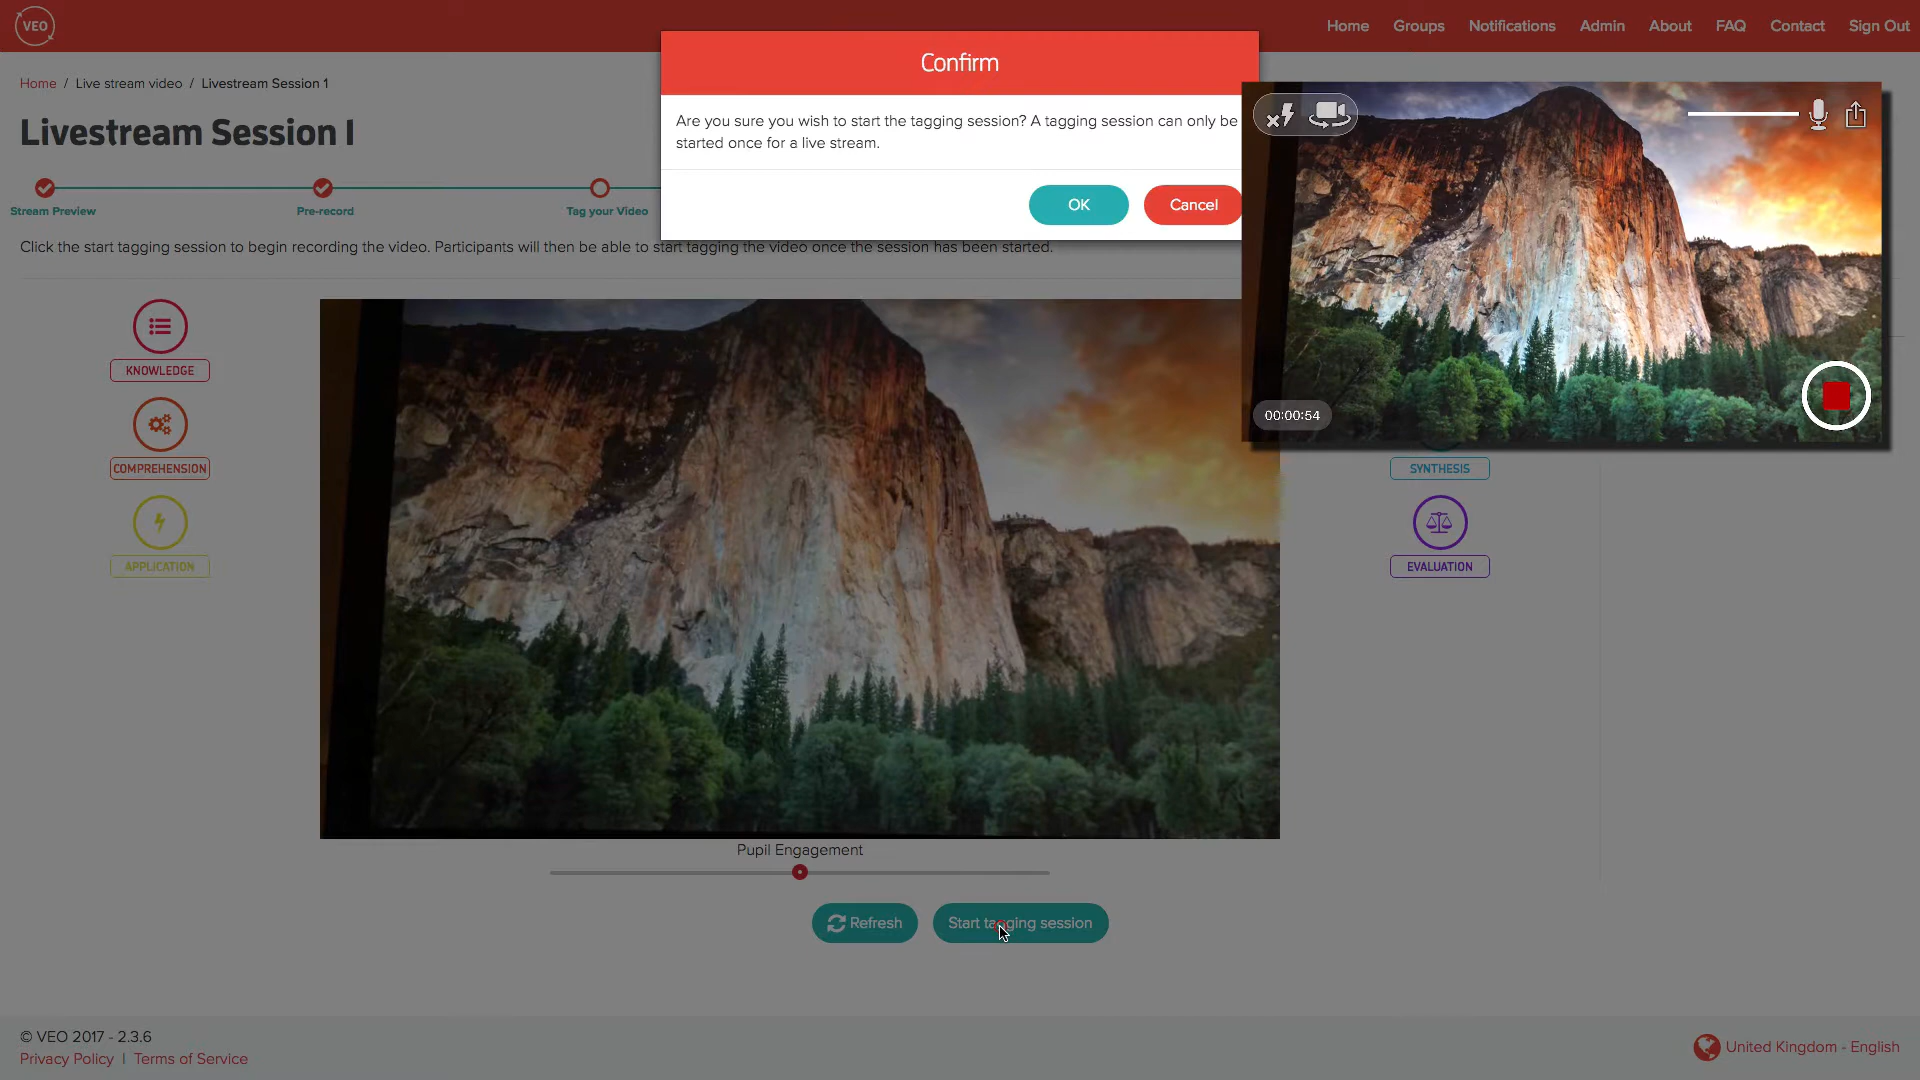 VEO
Home Groups Notifications Admin About FAQ Contact Sign Out
Confirm
Home / Live stream video / Livestream Session 1
Are you sure you wish to start the tagging session? A tagging session can only be
started once for a live stream.
Livestream Session 1
OK Cancel
Stream Preview Pre-record Tag your Video
Click the start tagging session to begin recording the video. Participants will then be able to start tagging the video once the session has been started.
KNOWLEDGE
00:00:54
COMPREHENSION
SYNTHESIS
APPLICATION
EVALUATION
Pupil Engagement
Refresh Start tagging session
© VEO 2017 - 2.3.6
Privacy Policy | Terms of Service
United Kingdom - English